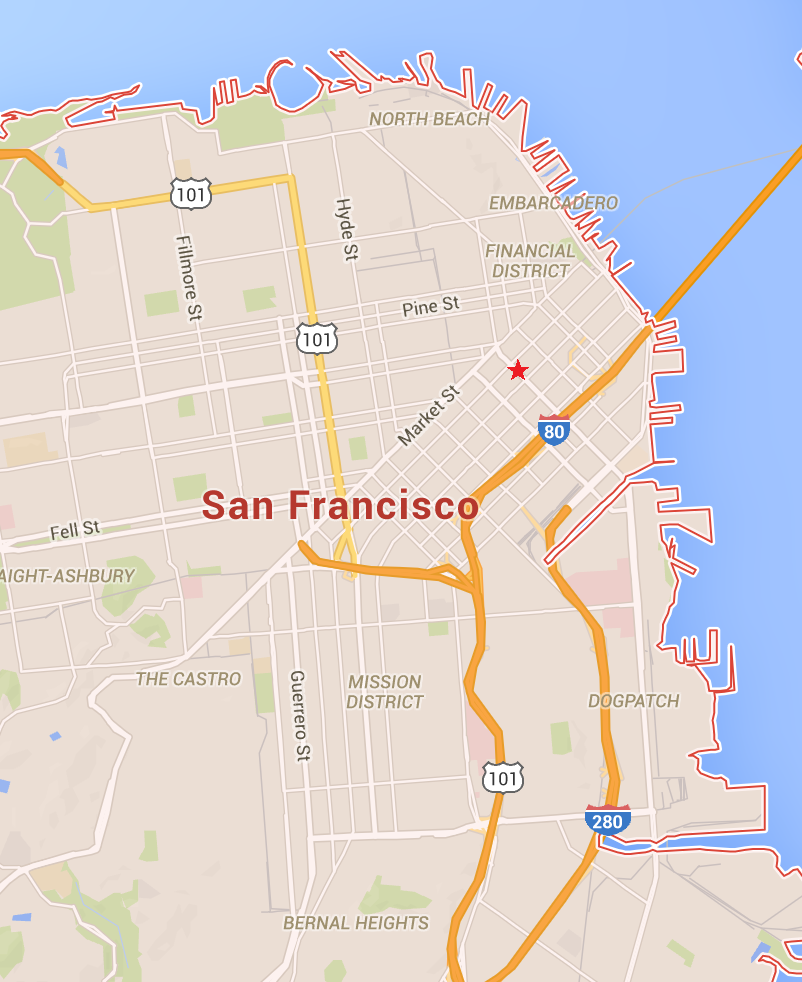 NORTH BEACH
101
EMBARCADERO
Hyde St
Fillmore St
FINANCIAL
DISTRICT
Pine St
101
Market St
80
San Francisco
Fell St
AIGHT-ASHBURY
THE CASTRO
MISSION
DISTRICT
Guerrero St
DOGPATCH
101
280
BERNAL HEIGHTS